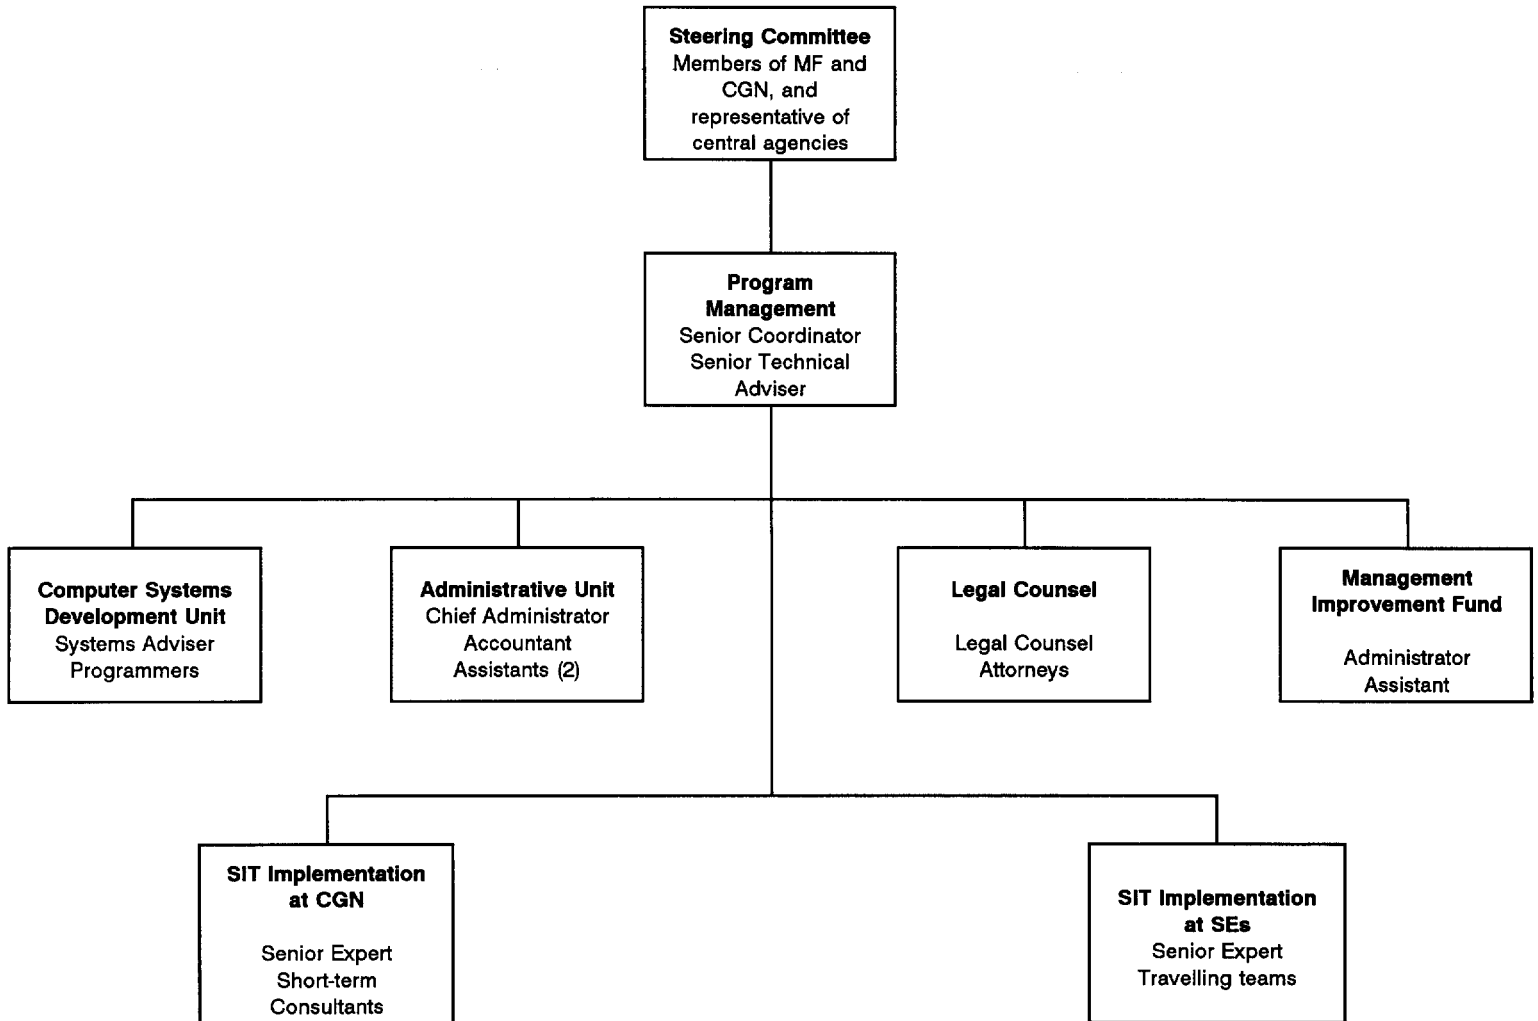 Steering Committee
Members of MF and
CGN, and
representative of
central agencies
Program
Management
Senior Coordinator
Senior Technical
Adviser
Computer Systems
Development Unit
Systems Adviser
Programmers
Administrative Unit
Chief Administrator
Accountant
Assistants (2)
Legal Counsel
Legal Counsel
Attorneys
Management
Improvement Fund
Administrator
Assistant
SIT Implementation
at CGN
Senior Expert
Short-term
Consultants
SIT Implementation
at SEs
Senior Expert
Travelling teams